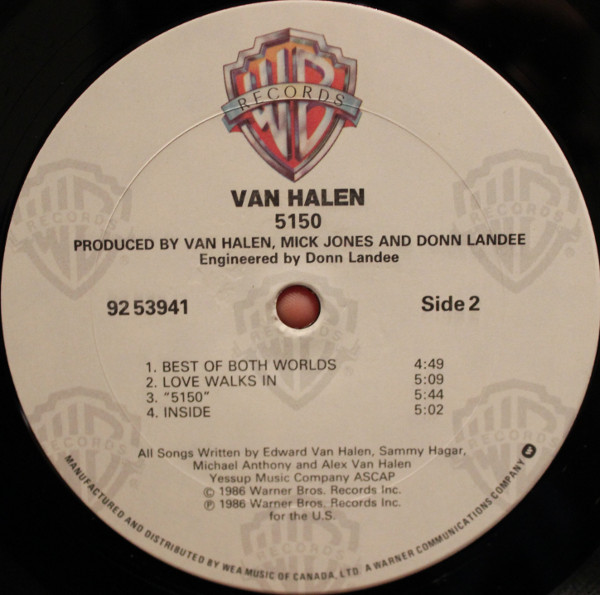 WB
RECORDS
VAN HALEN
5150
PRODUCED BY VAN HALEN, MICK JONES AND DONN LANDEE
Engineered by Donn Landee
92 53941
Side 2
1. BEST OF BOTH WORLDS 4:49
2. LOVE WALKS IN 5:09
3. "5150" 5:44
4. INSIDE 5:02
All Songs Written by Edward Van Halen, Sammy Hagar,
Michael Anthony and Alex Van Halen
Yessup Music Company ASCAP
© 1986 Warner Bros. Records Inc.
℗ 1986 Warner Bros. Records Inc.
for the U.S.
MANUFACTURED AND DISTRIBUTED BY WEA MUSIC OF CANADA, LTD. A WARNER COMMUNICATIONS COMPANY